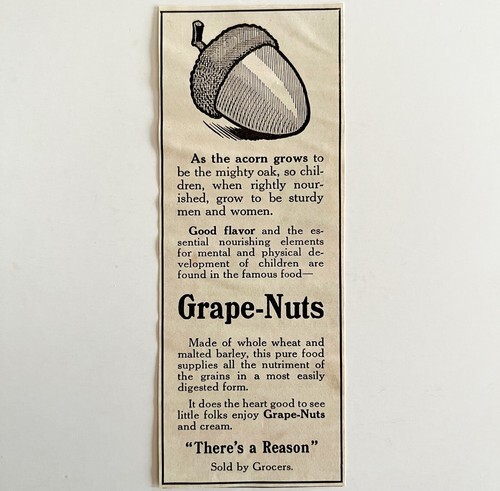 As the acorn grows to
be the mighty oak, so chil-
dren, when rightly nour-
ished, grow to be sturdy
men and women.
Good flavor and the es-
sential nourishing elements
for mental and physical de-
velopment of children are
found in the famous food—
Grape-Nuts
Made of whole wheat and
malted barley, this pure food
supplies all the nutriment of
the grains in a most easily
digested form.
It does the heart good to see
little folks enjoy Grape-Nuts
and cream.
"There's a Reason"
Sold by Grocers.